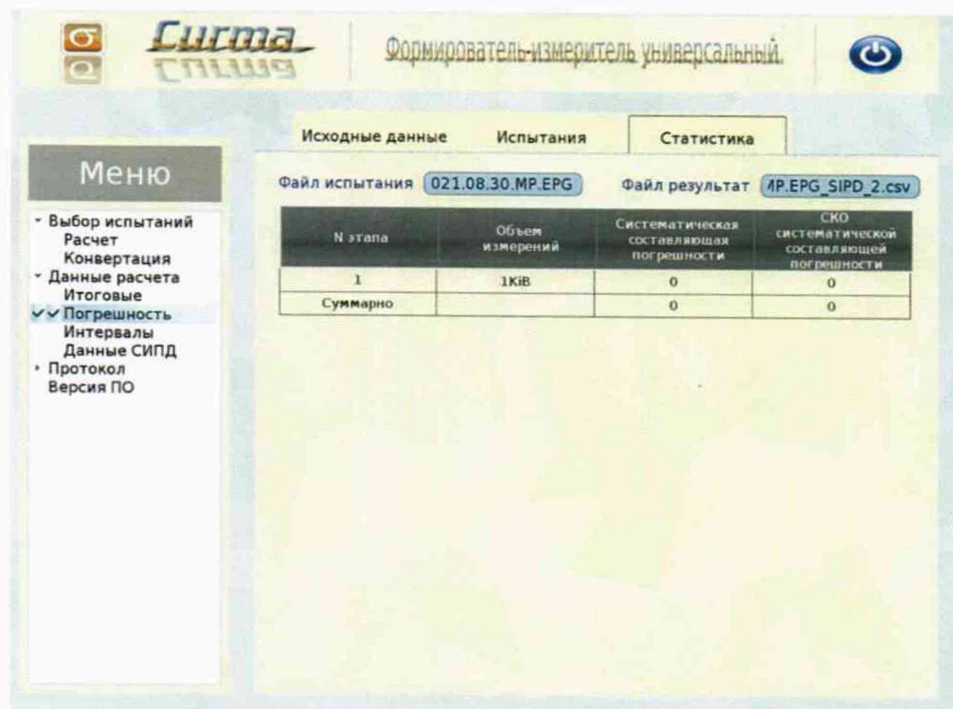 Сигма
Формирователь-измеритель универсальный.
Исходные данные
Испытания
Статистика
Меню
Файл испытания
021.08.30.MP.EPG
Файл результат
MP.EPG_SIPD_2.csv
Выбор испытаний
Расчет
Конвертация
Данные расчета
Итоговые
Погрешность
Интервалы
Данные СИПД
Протокол
Версия ПО
N этапа
Объем
измерений
Систематическая
составляющая
погрешности
СКО
систематической
составляющей
погрешности
1
1KiB
0
0
Суммарно
0
0